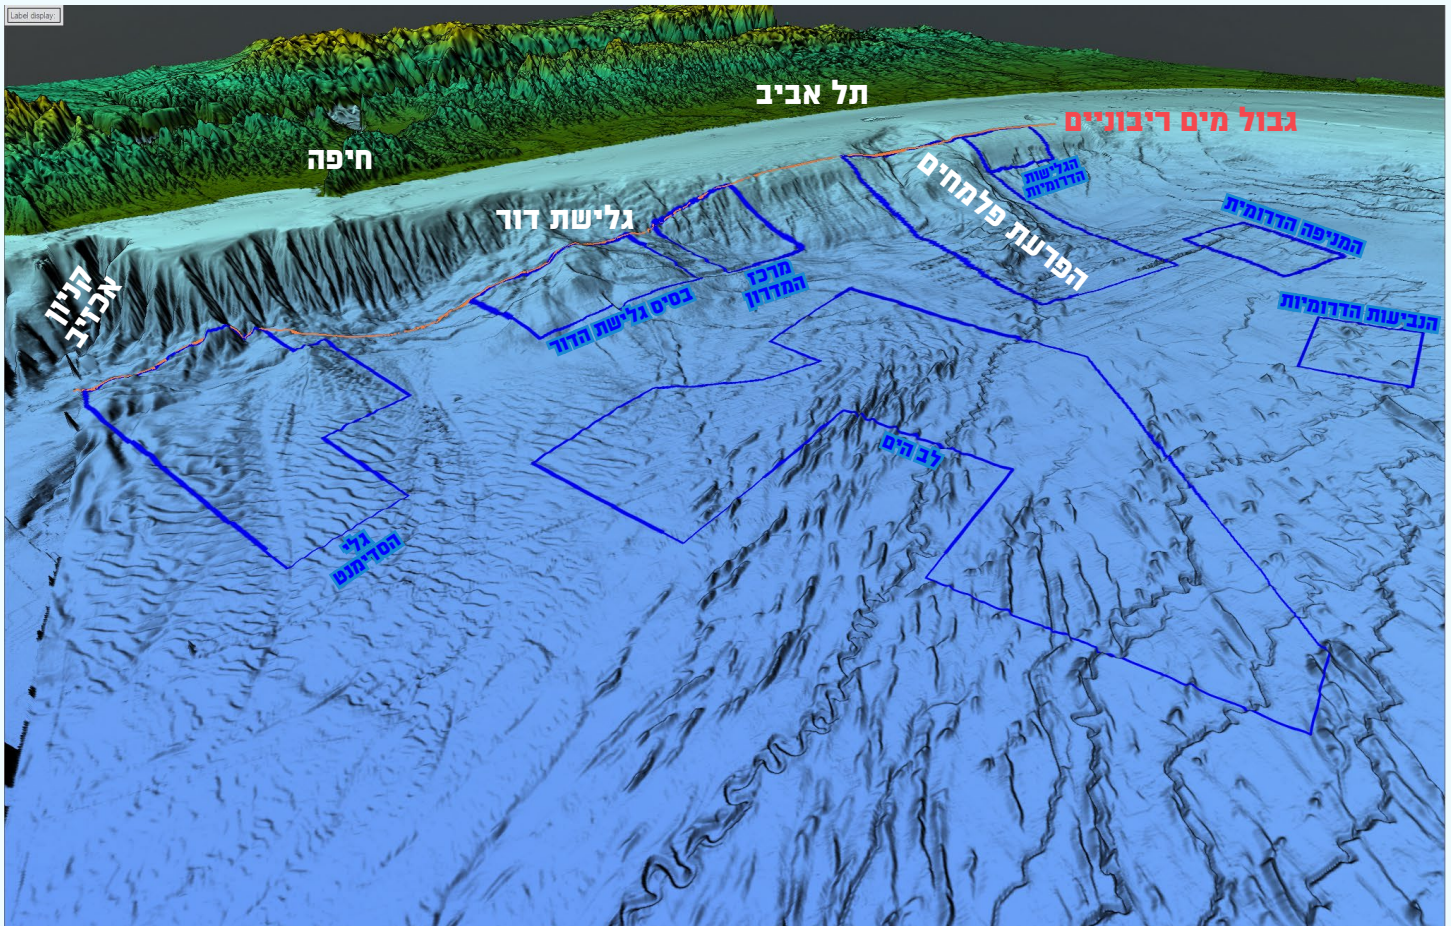 Label display:
תל אביב
גבול מים ריבוניים
חיפה
הגלישות
הדרומיות
הפרעת פלמחים
גלישת דור
המניפה הדרומית
מרכז
המדרון
קניון
אכזיב
בסיס גלישת הדור
הנביעות הדרומיות
לב הים
גלי
הסדימנט